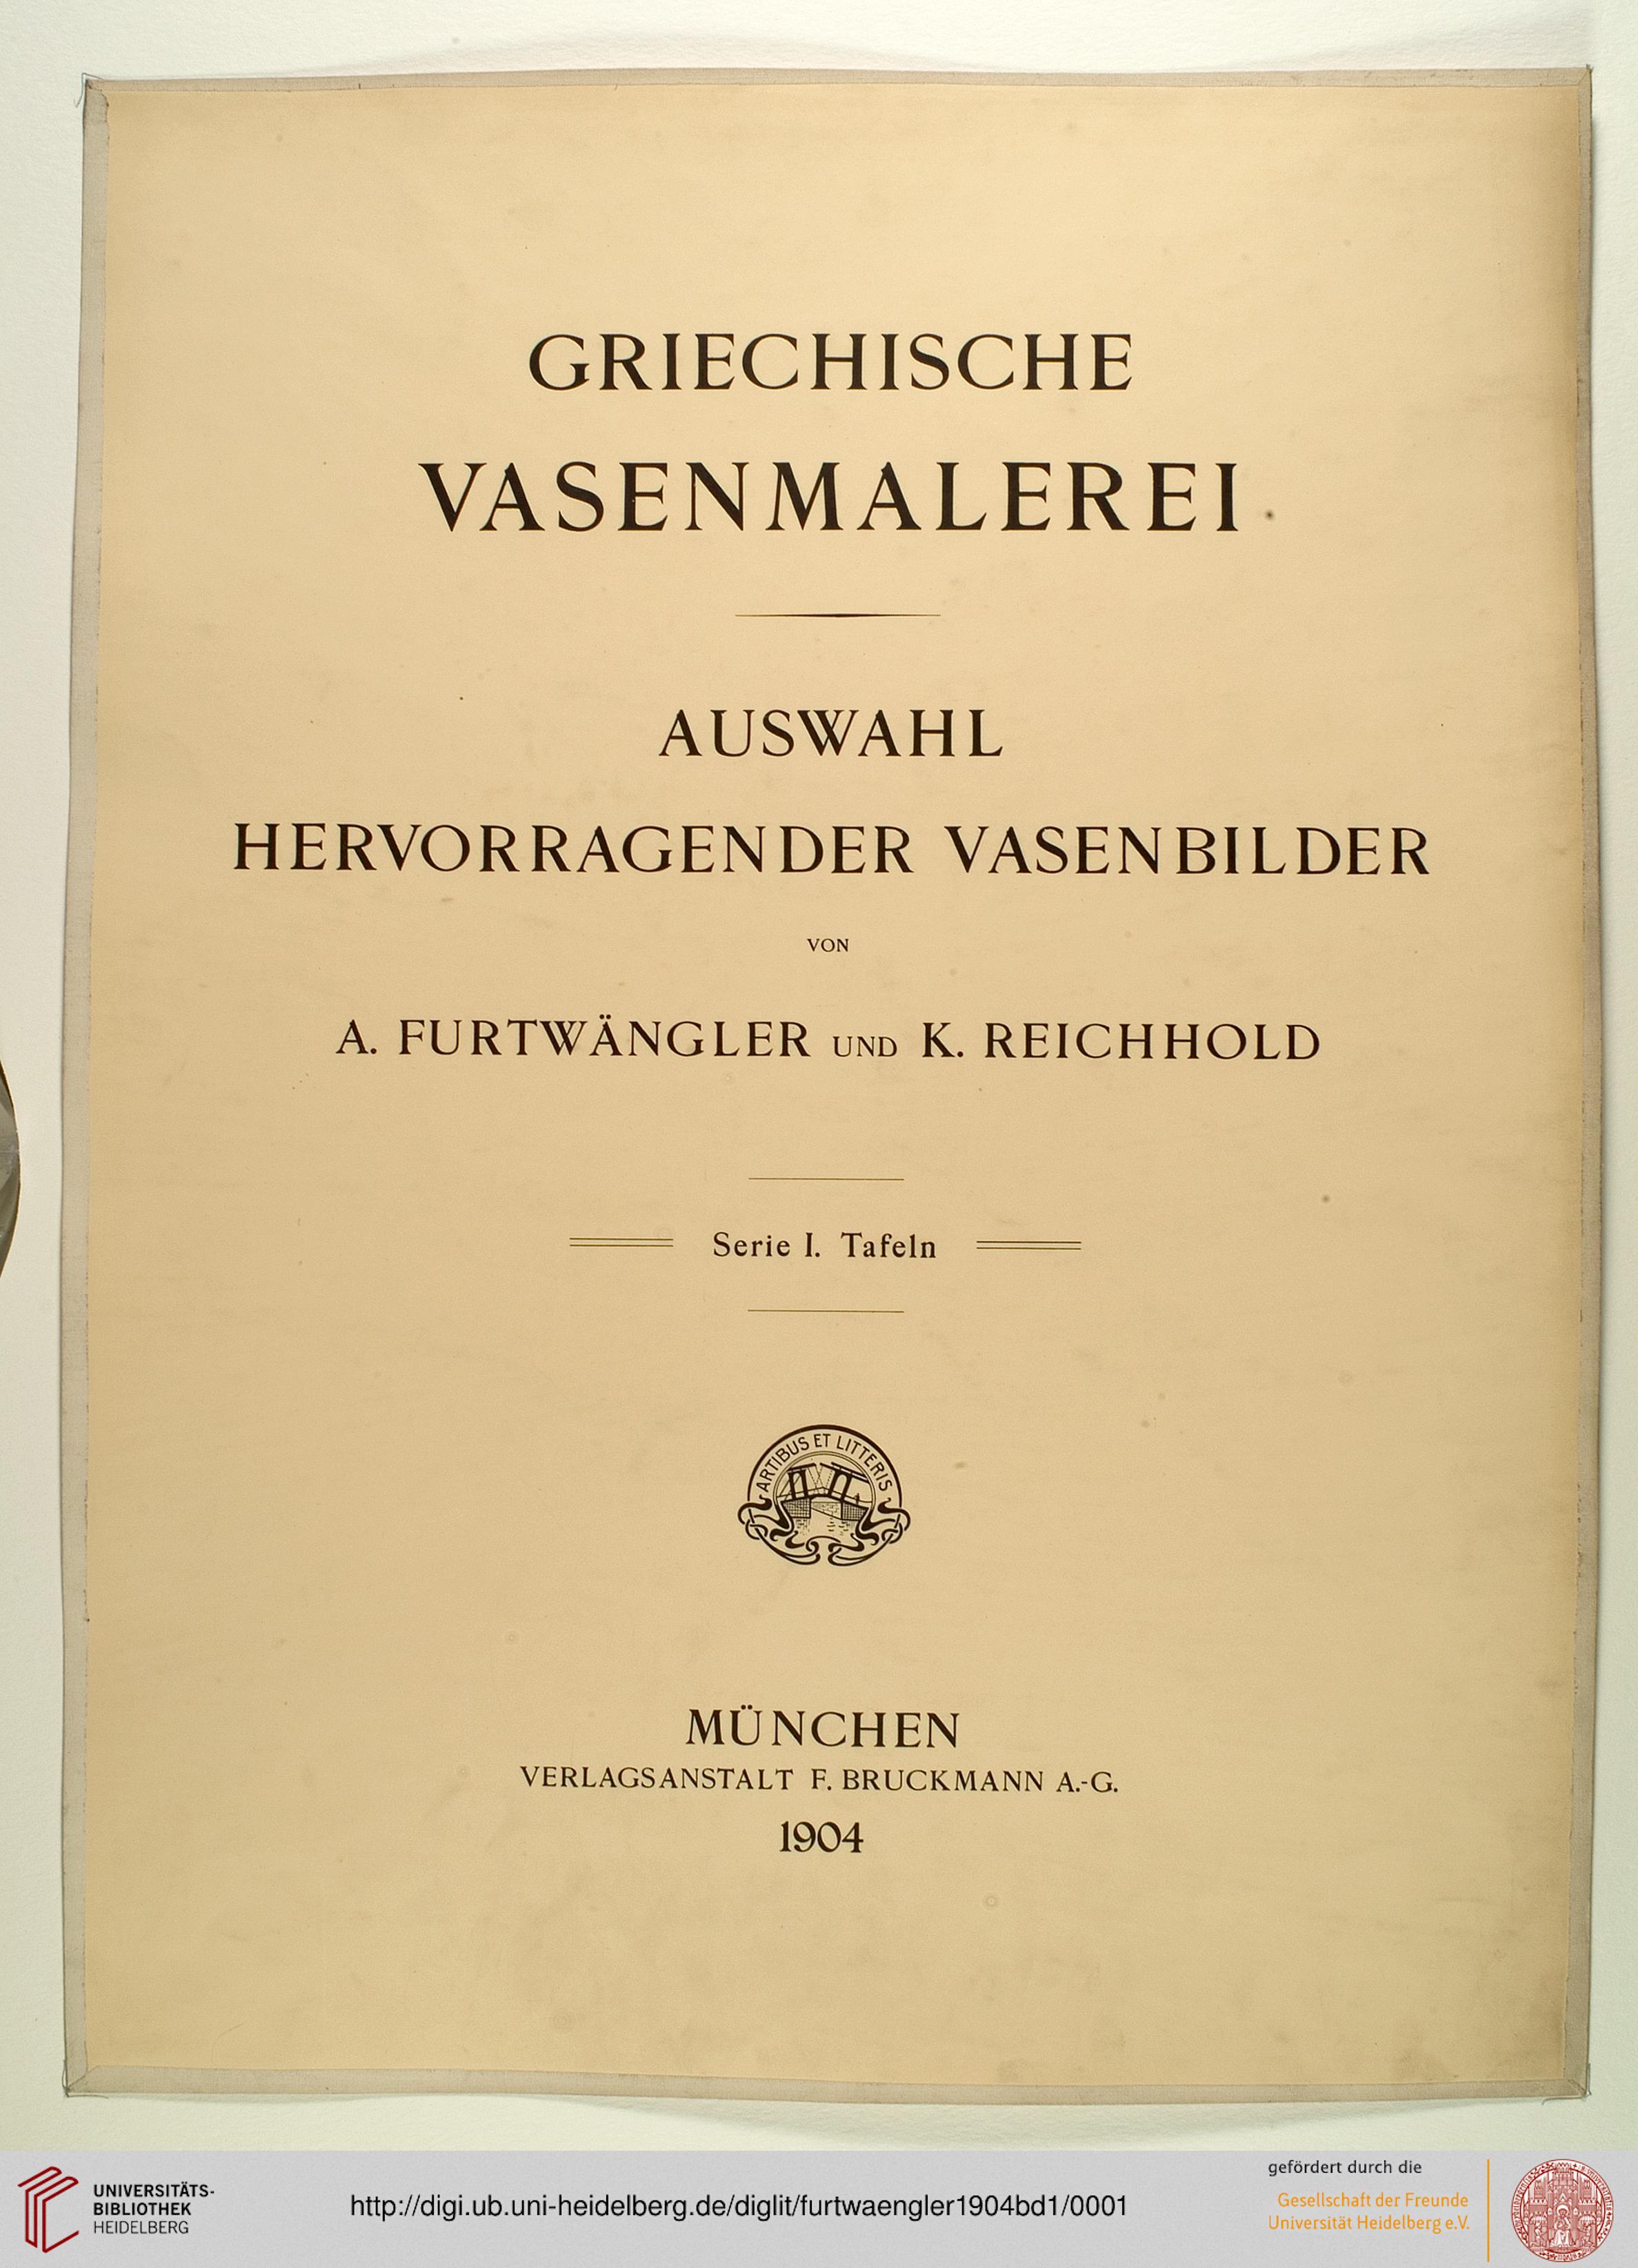 GRIECHISCHE
VASENMALEREI
AUSWAHL
HERVORRAGENDER VASENBILDER
VON
A. FURTWÄNGLER UND K. REICHHOLD
Serie I. Tafeln
ARTIBUS ET LITTERIS
MÜNCHEN
VERLAGSANSTALT F. BRUCKMANN A.-G.
1904
UNIVERSITÄTS-
BIBLIOTHEK
HEIDELBERG
http://digi.ub.uni-heidelberg.de/diglit/furtwaengler1904bd1/0001
gefördert durch die
Gesellschaft der Freunde
Universität Heidelberg e.V.